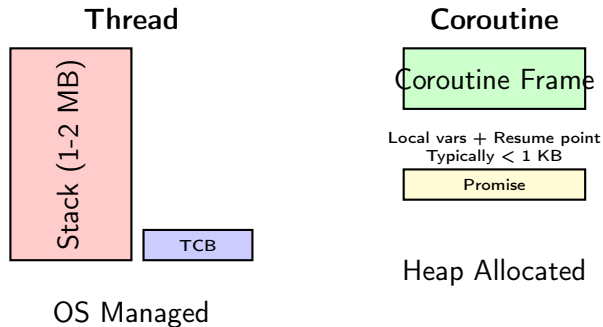 Thread
Stack (1-2 MB)
TCB
OS Managed
Coroutine
Coroutine Frame
Local vars + Resume point
Typically < 1 KB
Promise
Heap Allocated